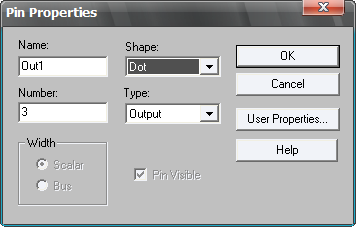 Pin Properties
Name:
Shape:
Out1
Dot
OK
Cancel
Number:
Type:
3
Output
User Properties...
Width
Scalar
Bus
Pin Visible
Help